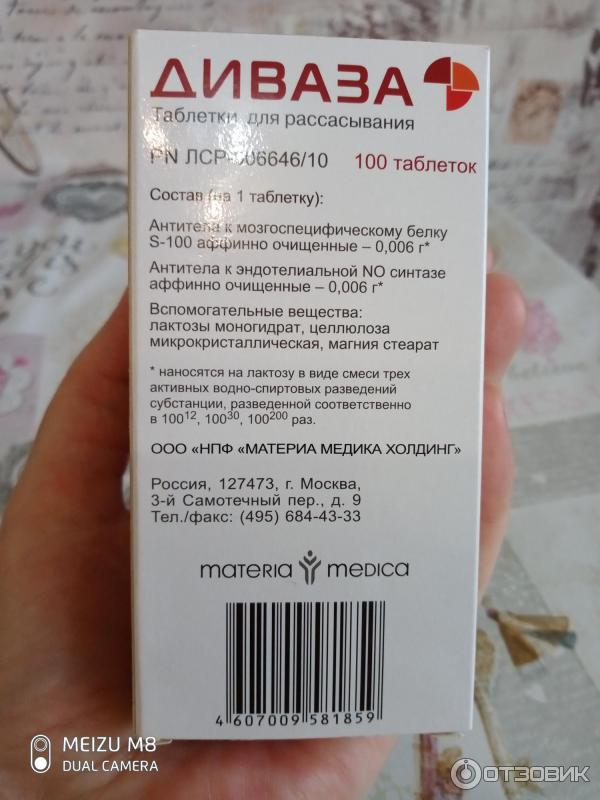 ДИВАЗА
Таблетки для рассасывания
PN ЛСР-006646/10 100 таблеток
Состав (на 1 таблетку):
Антитела к мозгоспецифическому белку
S-100 аффинно очищенные – 0,006 г*
Антитела к эндотелиальной NO синтазе
аффинно очищенные – 0,006 г*
Вспомогательные вещества:
лактозы моногидрат, целлюлоза
микрокристаллическая, магния стеарат
* наносятся на лактозу в виде смеси трех
активных водно-спиртовых разведений
субстанции, разведенной соответственно
в 100¹², 100³⁰, 100²⁰⁰ раз.
ООО «НПФ «МАТЕРИА МЕДИКА ХОЛДИНГ»
Россия, 127473, г. Москва,
3-й Самотечный пер., д. 9
Тел./факс: (495) 684-43-33
materia medica
4 607009 581859
MEIZU M8
DUAL CAMERA
ОТЗОВИК